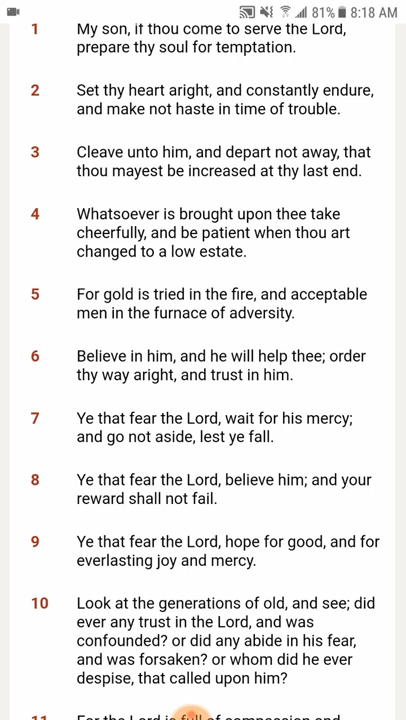 81% 8:18 AM
1 My son, if thou come to serve the Lord,
prepare thy soul for temptation.
2 Set thy heart aright, and constantly endure,
and make not haste in time of trouble.
3 Cleave unto him, and depart not away, that
thou mayest be increased at thy last end.
4 Whatsoever is brought upon thee take
cheerfully, and be patient when thou art
changed to a low estate.
5 For gold is tried in the fire, and acceptable
men in the furnace of adversity.
6 Believe in him, and he will help thee; order
thy way aright, and trust in him.
7 Ye that fear the Lord, wait for his mercy;
and go not aside, lest ye fall.
8 Ye that fear the Lord, believe him; and your
reward shall not fail.
9 Ye that fear the Lord, hope for good, and for
everlasting joy and mercy.
10 Look at the generations of old, and see; did
ever any trust in the Lord, and was
confounded? or did any abide in his fear,
and was forsaken? or whom did he ever
despise, that called upon him?
11 For the Lord is full of compassion and